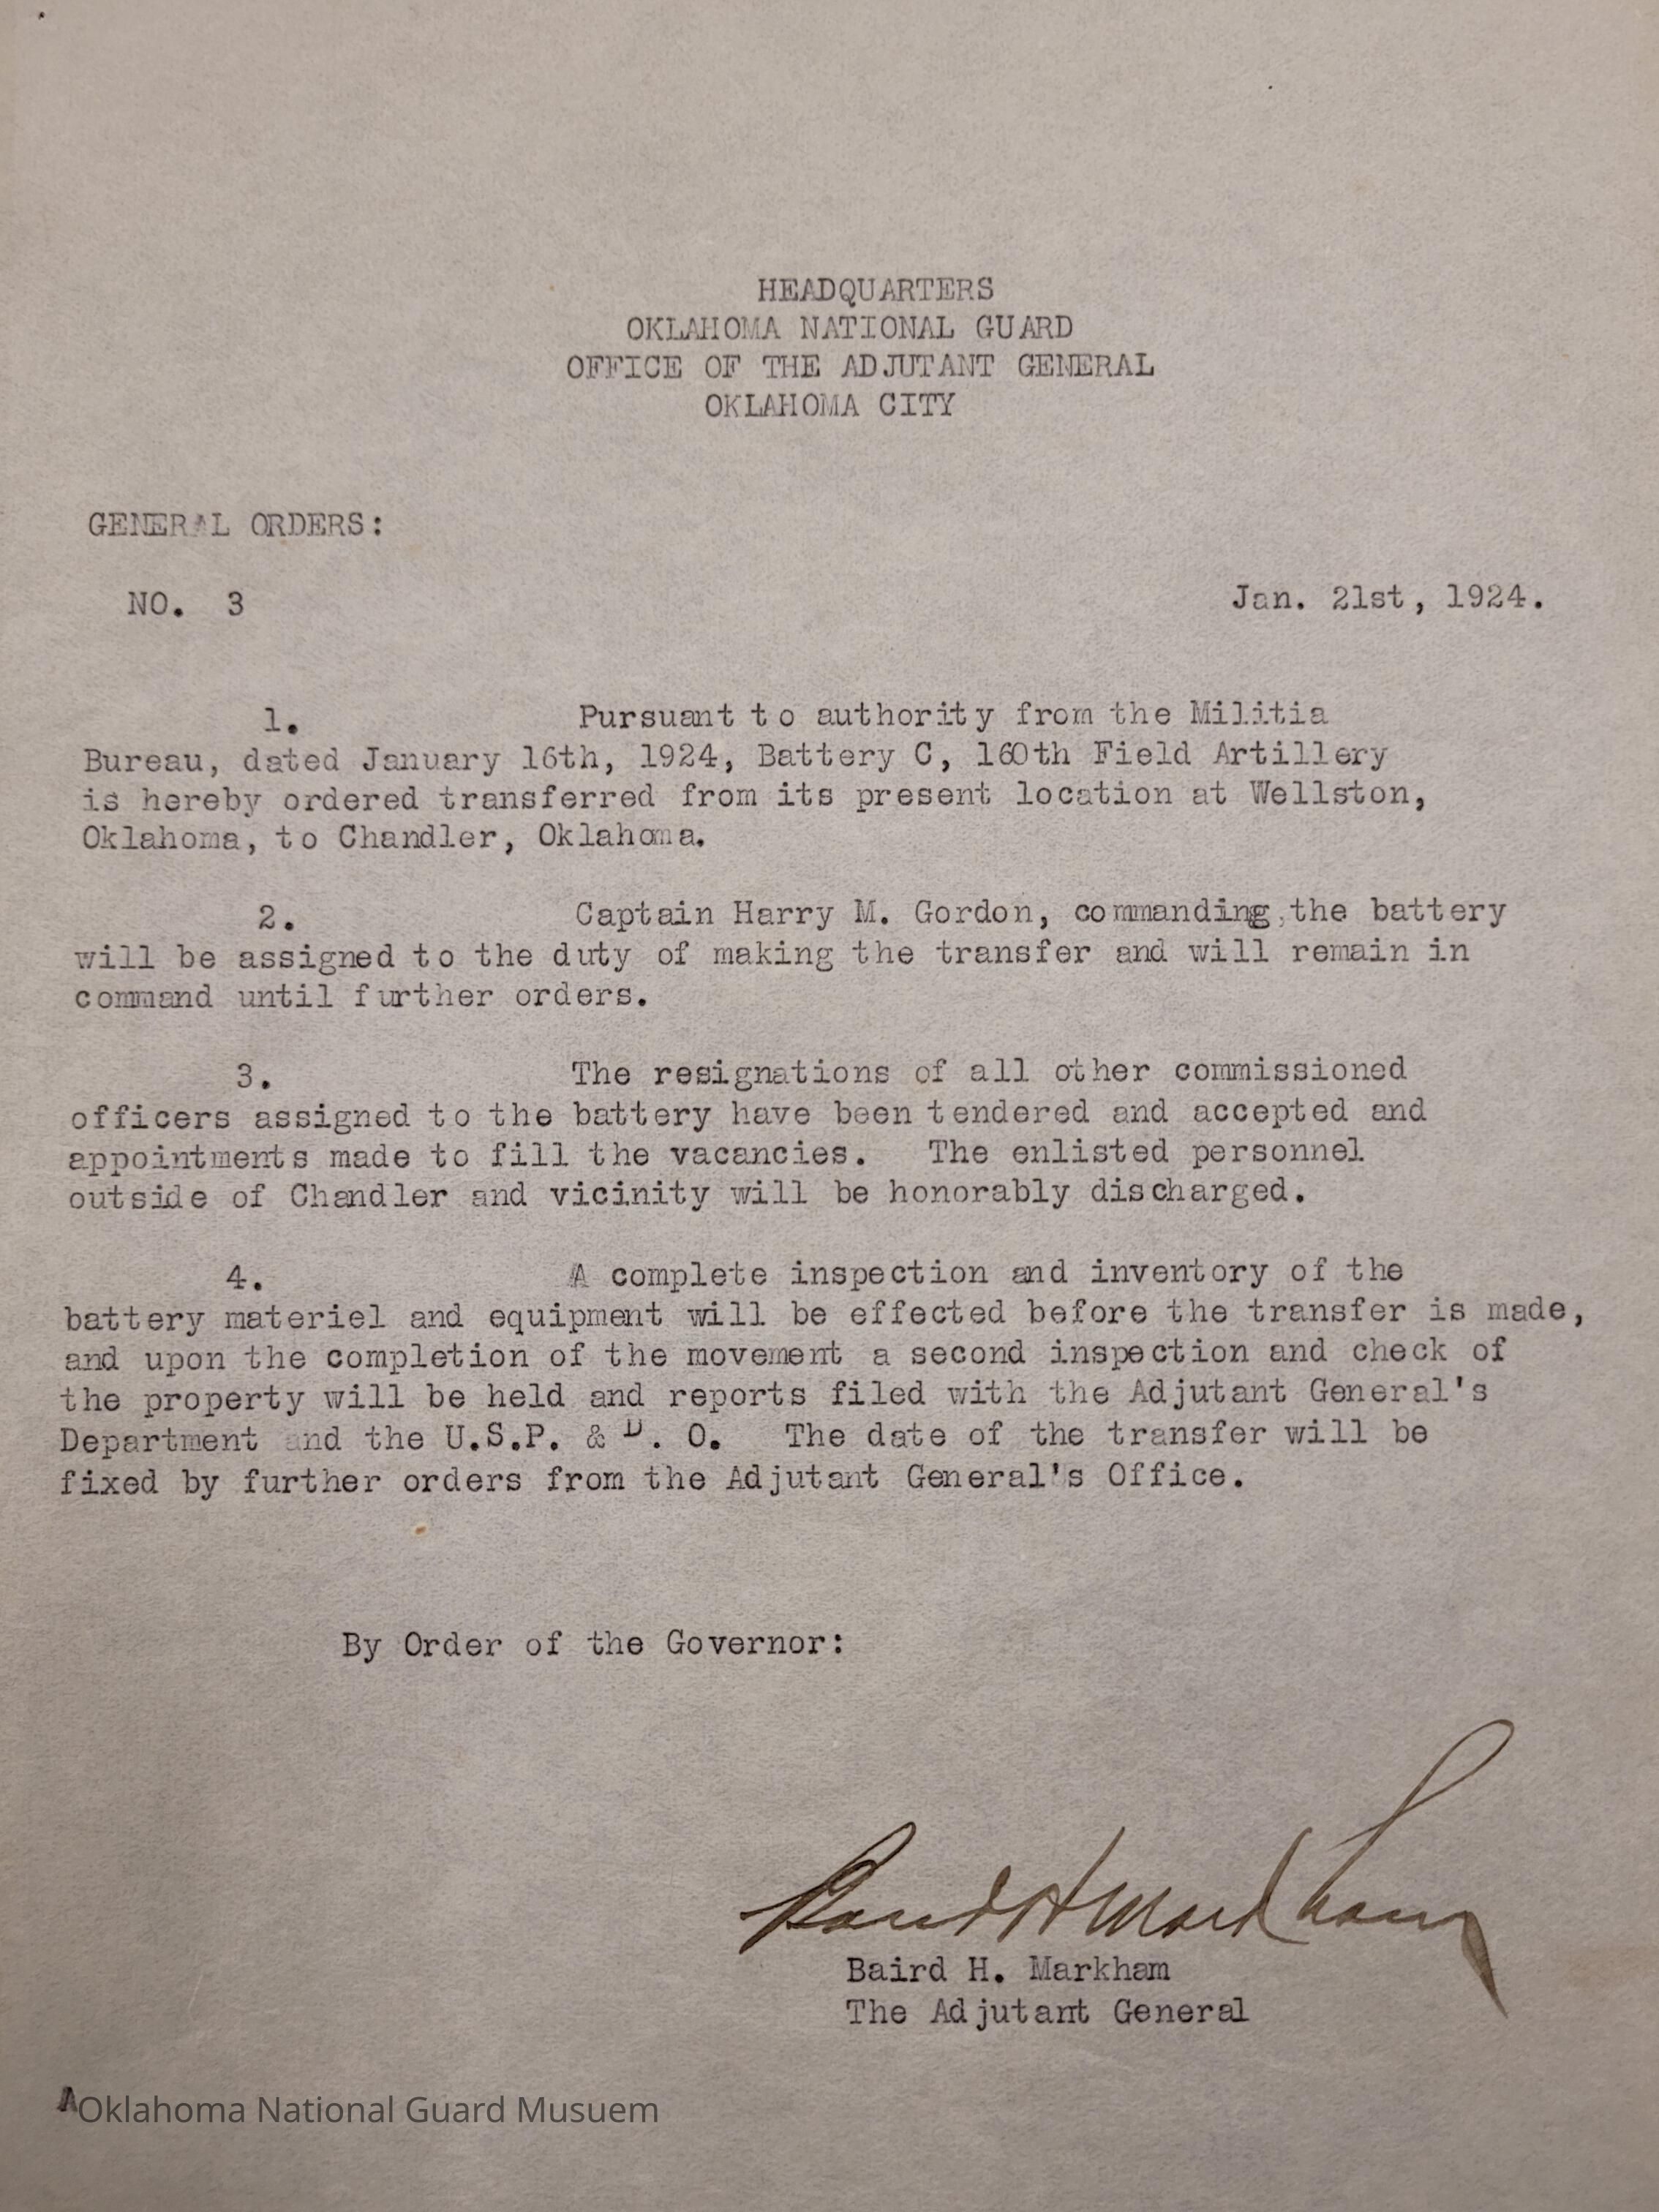 HEADQUARTERS
OKLAHOMA NATIONAL GUARD
OFFICE OF THE ADJUTANT GENERAL
OKLAHOMA CITY
GENERAL ORDERS:
NO. 3 Jan. 21st, 1924.
1. Pursuant to authority from the Militia
Bureau, dated January 16th, 1924, Battery C, 160th Field Artillery
is hereby ordered transferred from its present location at Wellston,
Oklahoma, to Chandler, Oklahoma.
2. Captain Harry M. Gordon, commanding,the battery
will be assigned to the duty of making the transfer and will remain in
command until further orders.
3. The resignations of all other commissioned
officers assigned to the battery have been tendered and accepted and
appointments made to fill the vacancies. The enlisted personnel
outside of Chandler and vicinity will be honorably discharged.
4. A complete inspection and inventory of the
battery materiel and equipment will be effected before the transfer is made,
and upon the completion of the movement a second inspection and check of
the property will be held and reports filed with the Adjutant General's
Department and the U.S.P. & D. O. The date of the transfer will be
fixed by further orders from the Adjutant General's Office.
By Order of the Governor:
Baird H Markham
Baird H. Markham
The Adjutant General
A
Oklahoma National Guard Musuem